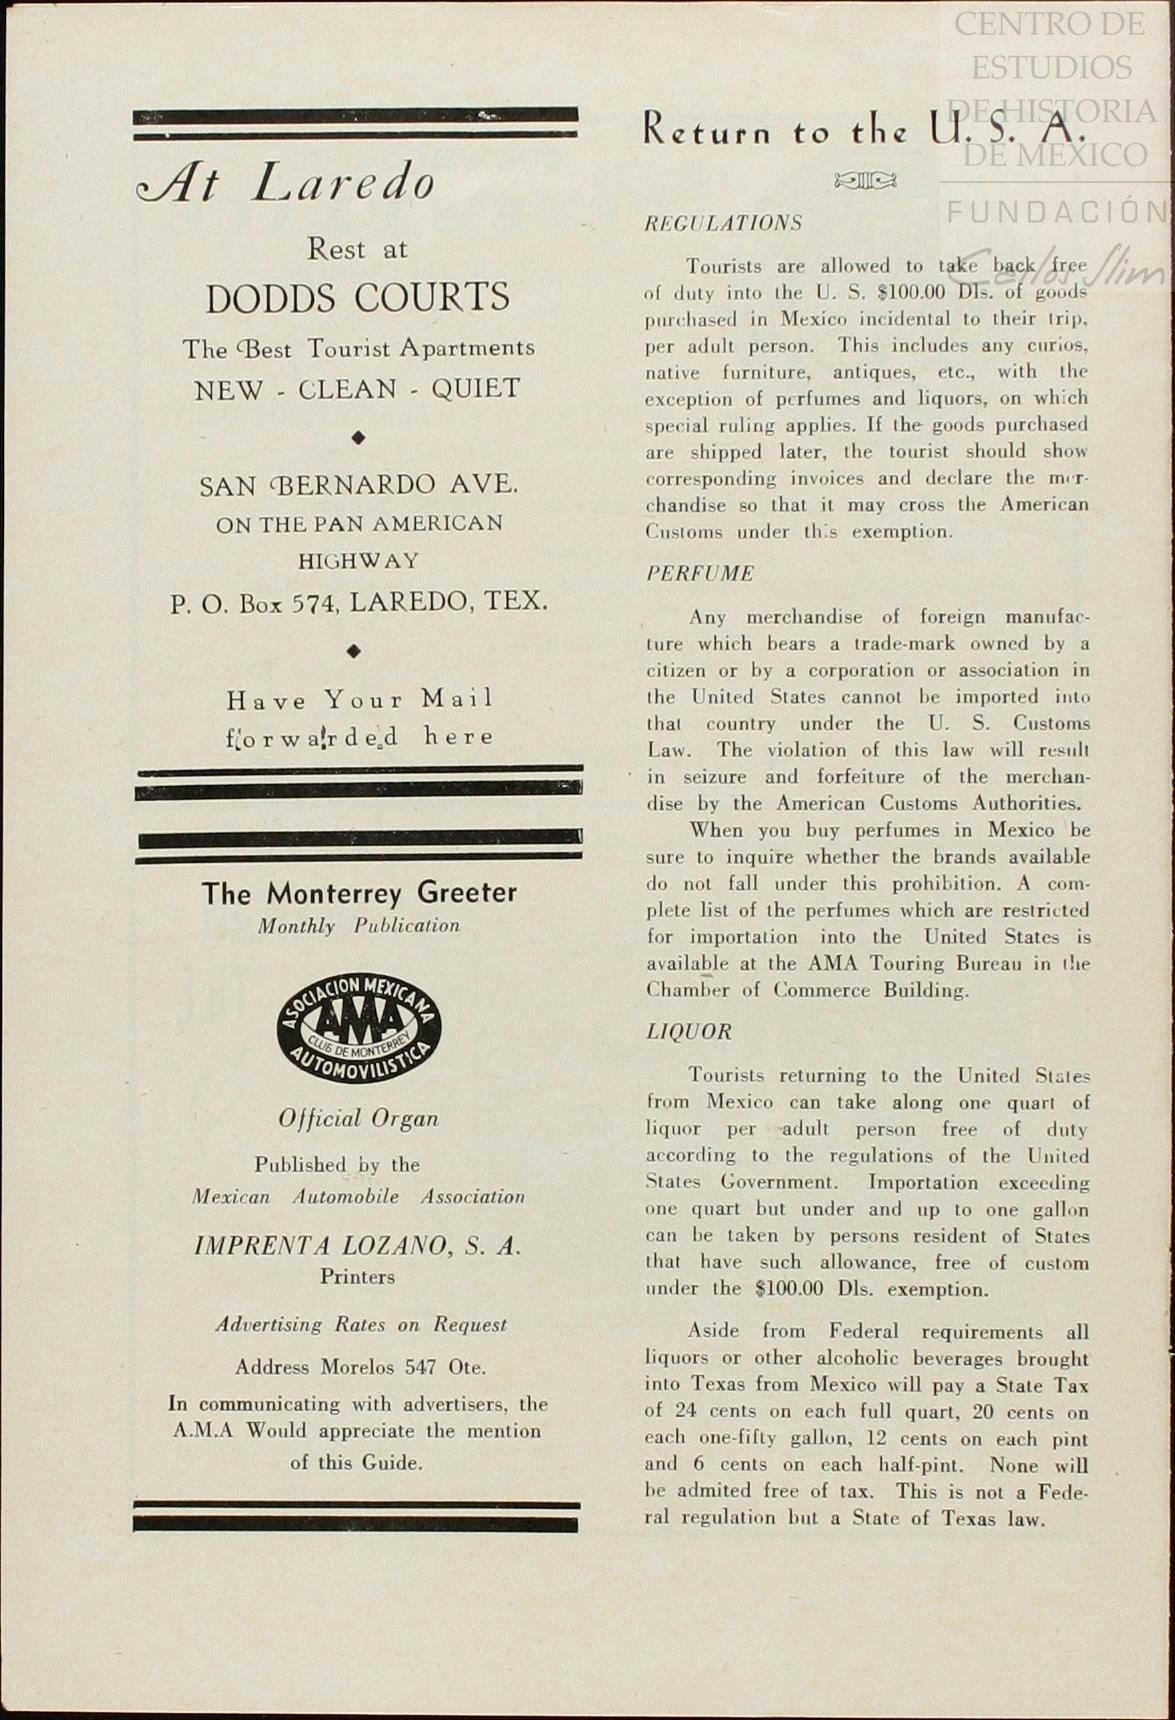 CENTRO DE
ESTUDIOS
DE HISTORIA
DE MEXICO
FUNDACIÓN
Carlos Slim
At Laredo
Rest at
DODDS COURTS
The Best Tourist Apartments
NEW - CLEAN - QUIET
SAN BERNARDO AVE.
ON THE PAN AMERICAN
HIGHWAY
P. O. Box 574, LAREDO, TEX.
Have Your Mail
forwarded here
The Monterrey Greeter
Monthly Publication
ASOCIACION MEXICANA
AMA
CLUB DE MONTERREY
AUTOMOVILISTICA
Official Organ
Published by the
Mexican Automobile Association
IMPRENTA LOZANO, S. A.
Printers
Advertising Rates on Request
Address Morelos 547 Ote.
In communicating with advertisers, the
A.M.A Would appreciate the mention
of this Guide.
Return to the U. S. A.
REGULATIONS
Tourists are allowed to take back free
of duty into the U. S. $100.00 Dls. of goods
purchased in Mexico incidental to their trip,
per adult person. This includes any curios,
native furniture, antiques, etc., with the
exception of perfumes and liquors, on which
special ruling applies. If the goods purchased
are shipped later, the tourist should show
corresponding invoices and declare the mer-
chandise so that it may cross the American
Customs under this exemption.
PERFUME
Any merchandise of foreign manufac-
ture which bears a trade-mark owned by a
citizen or by a corporation or association in
the United States cannot be imported into
that country under the U. S. Customs
Law. The violation of this law will result
in seizure and forfeiture of the merchan-
dise by the American Customs Authorities.
When you buy perfumes in Mexico be
sure to inquire whether the brands available
do not fall under this prohibition. A com-
plete list of the perfumes which are restricted
for importation into the United States is
available at the AMA Touring Bureau in the
Chamber of Commerce Building.
LIQUOR
Tourists returning to the United States
from Mexico can take along one quart of
liquor per adult person free of duty
according to the regulations of the United
States Government. Importation exceeding
one quart but under and up to one gallon
can be taken by persons resident of States
that have such allowance, free of custom
under the $100.00 Dls. exemption.
Aside from Federal requirements all
liquors or other alcoholic beverages brought
into Texas from Mexico will pay a State Tax
of 24 cents on each full quart, 20 cents on
each one-fifty gallon, 12 cents on each pint
and 6 cents on each half-pint. None will
be admited free of tax. This is not a Fede-
ral regulation but a State of Texas law.